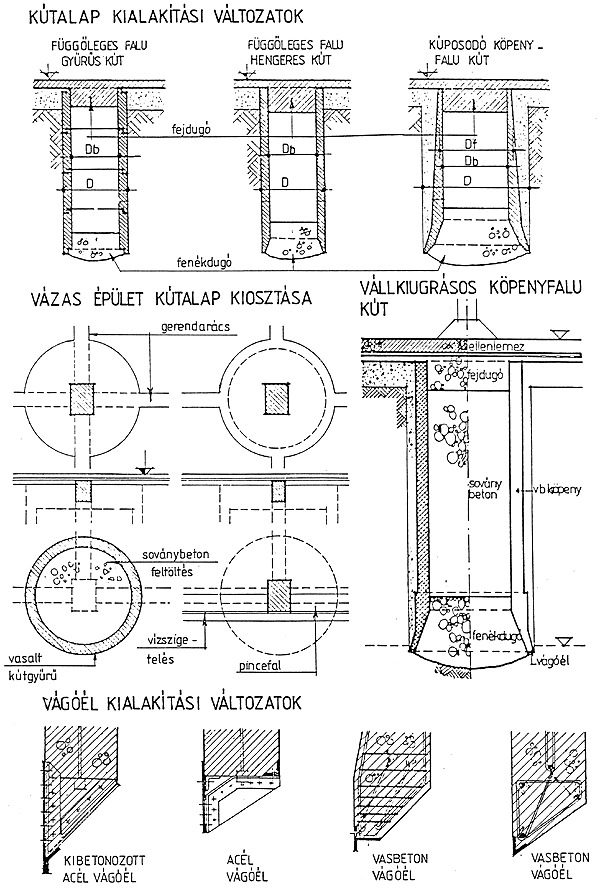 KÚTALAP KIALAKÍTÁSI VÁLTOZATOK
FÜGGŐLEGES FALU
GYŰRŰS KÚT
FÜGGŐLEGES FALU
HENGERES KÚT
KÚPOSODÓ KÖPENY-
FALU KÚT
fejdugó
Db
Db
Df
Db
D
D
D
fenékdugó
VÁZAS ÉPÜLET KÚTALAP KIOSZTÁSA
gerendarács
soványbeton
feltöltés
vízszige-
telés
pincefal
vasalt
kútgyűrű
VÁLLKIUGRÁSOS KÖPENYFALU
KÚT
ellenlemez
fejdugó
sovány
beton
vb köpeny
fenékdugó
vágóél
VÁGÓÉL KIALAKÍTÁSI VÁLTOZATOK
KIBETONOZOTT
ACÉL VÁGÓÉL
ACÉL
VÁGÓÉL
VASBETON
VÁGÓÉL
VASBETON
VÁGÓÉL